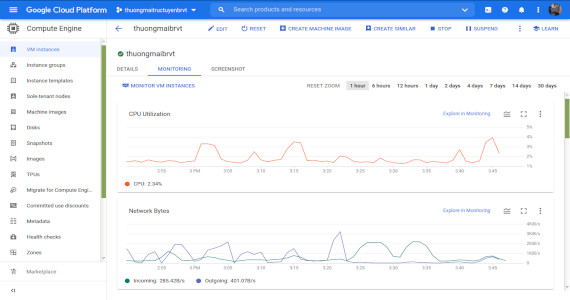 Google Cloud Platform
thuongmaitructuyenbrvt
Search products and resources
Compute Engine
thuongmaibrvt
EDIT
RESET
CREATE MACHINE IMAGE
CREATE SIMILAR
STOP
SUSPEND
LEARN
VM instances
Instance groups
Instance templates
Sole-tenant nodes
Machine images
Disks
Snapshots
Images
TPUs
Migrate for Compute Engi...
Committed use discounts
Metadata
Health checks
Zones
Marketplace
thuongmaibrvt
DETAILS
MONITORING
SCREENSHOT
MONITOR VM INSTANCES
RESET ZOOM
1 hour
6 hours
12 hours
1 day
2 days
4 days
7 days
14 days
30 days
CPU Utilization
Explore in Monitoring
5%
4%
3%
2%
1%
2:55
3 PM
3:05
3:10
3:15
3:20
3:25
3:30
3:35
3:40
3:45
CPU: 2.34%
Network Bytes
Explore in Monitoring
4KiB/s
3KiB/s
2KiB/s
1KiB/s
0
2:55
3 PM
3:05
3:10
3:15
3:20
3:25
3:30
3:35
3:40
3:45
Incoming: 285.42B/s
Outgoing: 401.07B/s